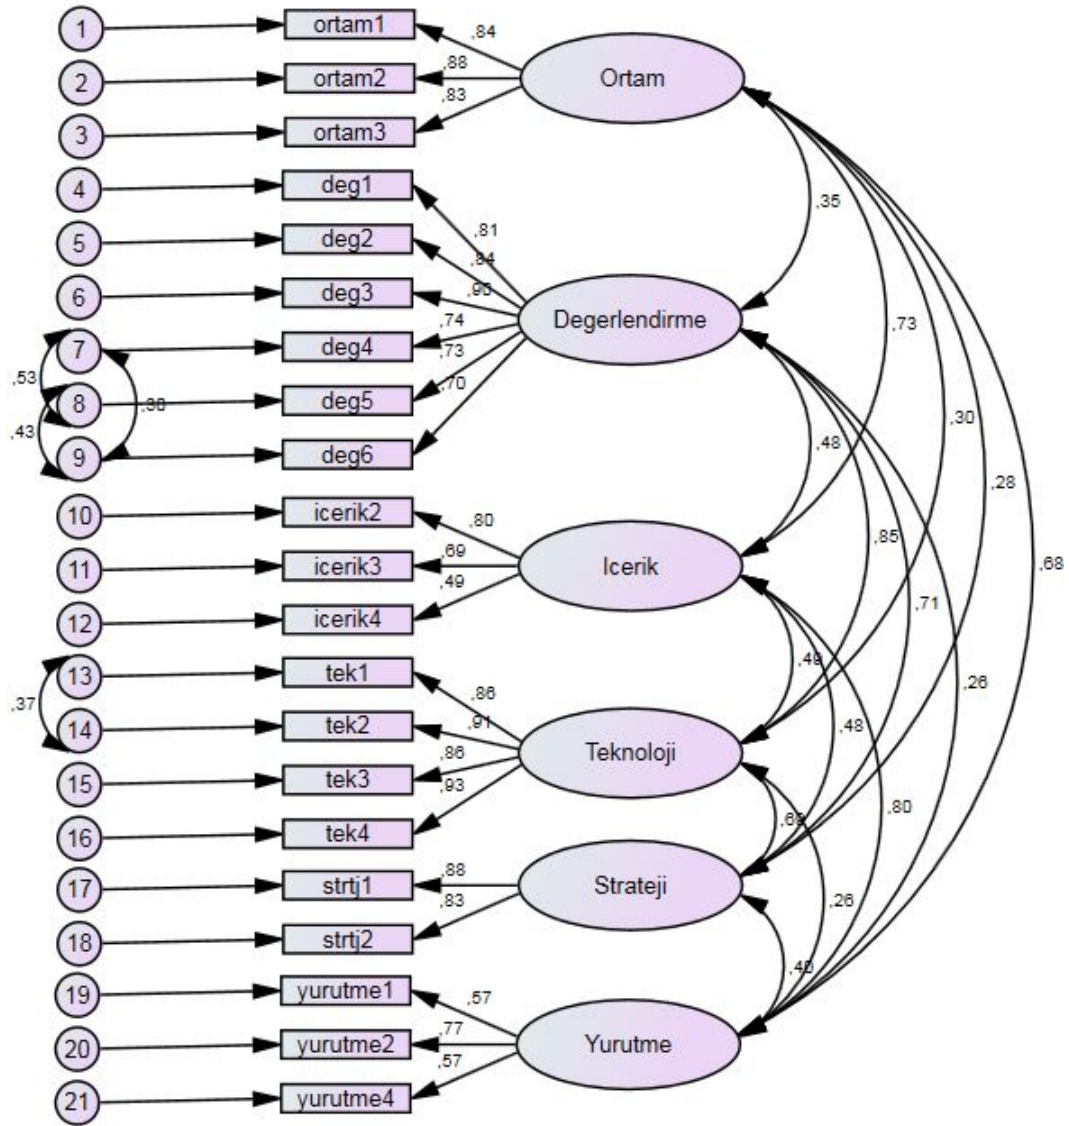 1
ortam1
,84
2
ortam2
,88
Ortam
3
ortam3
,83
4
deg1
,35
5
deg2
,81
,84
6
deg3
Degerlendirme
7
deg4
,74
,73
,73
,53
8
deg5
,70
,30
,43
9
deg6
,48
,28
10
icerik2
,80
,85
11
icerik3
,69
Icerik
,68
,49
,71
12
icerik4
13
tek1
,49
,26
,37
,86
14
tek2
,91
,48
,86
Teknoloji
15
tek3
,93
,80
16
tek4
17
strtj1
,88
Strateji
,83
,26
18
strtj2
,40
19
yurutme1
,57
20
yurutme2
,77
Yurutme
,57
21
yurutme4